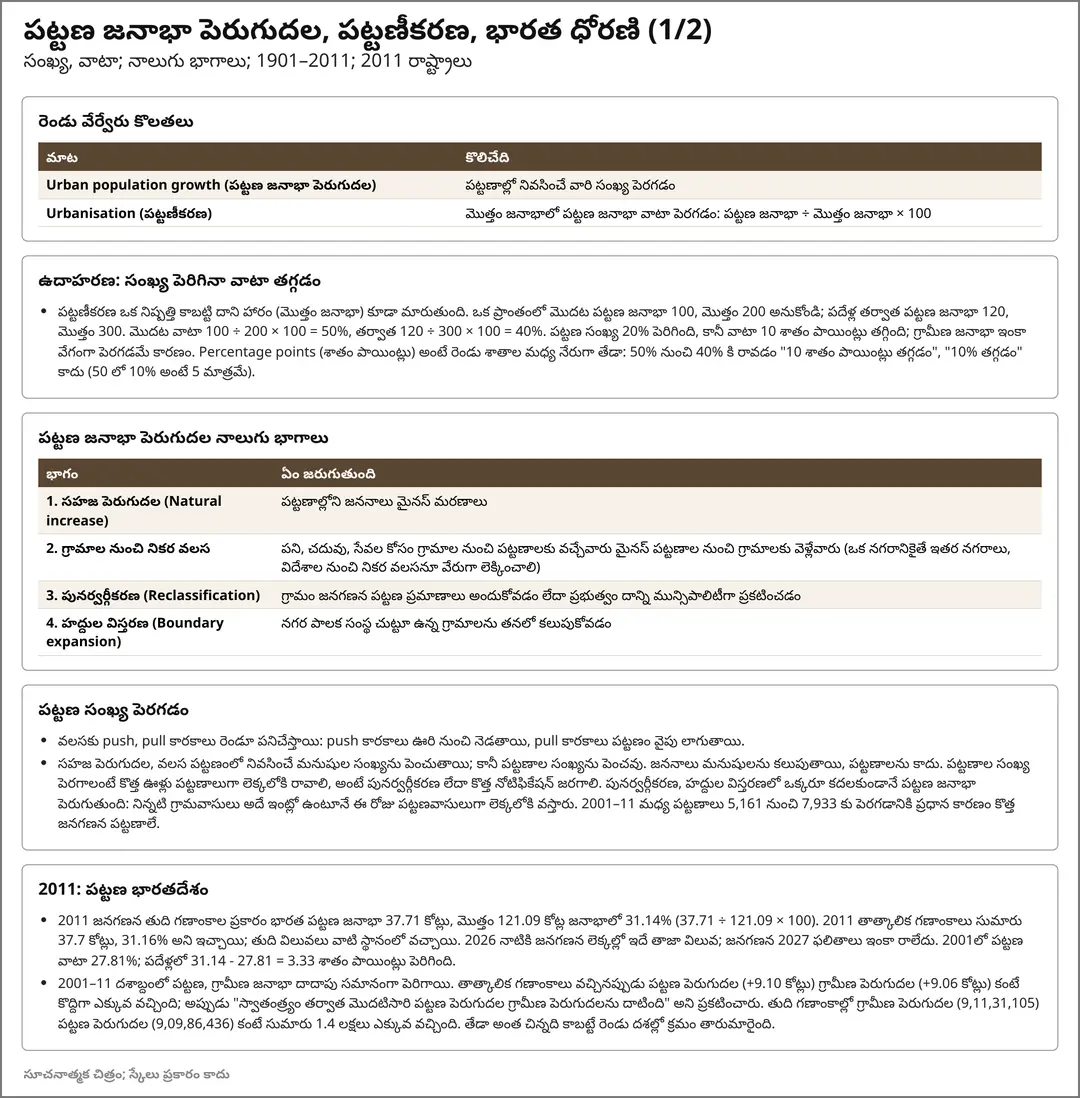 పట్టణ జనాభా పెరుగుదల, పట్టణీకరణ, భారత ధోరణి (1/2)
సంఖ్య, వాటా; నాలుగు భాగాలు; 1901–2011; 2011 రాష్ట్రాలు
రెండు వేర్వేరు కొలతలు
మాట కొలిచేది
Urban population growth (పట్టణ జనాభా పెరుగుదల) పట్టణాల్లో నివసించే వారి సంఖ్య పెరగడం
Urbanisation (పట్టణీకరణ) మొత్తం జనాభాలో పట్టణ జనాభా వాటా పెరగడం: పట్టణ జనాభా ÷ మొత్తం జనాభా × 100
ఉదాహరణ: సంఖ్య పెరిగినా వాటా తగ్గడం
• పట్టణీకరణ ఒక నిష్పత్తి కాబట్టి దాని హారం (మొత్తం జనాభా) కూడా మారుతుంది. ఒక ప్రాంతంలో మొదట పట్టణ జనాభా 100, మొత్తం 200 అనుకోండి; పదేళ్ల తర్వాత పట్టణ జనాభా 120,
మొత్తం 300. మొదట వాటా 100 ÷ 200 × 100 = 50%, తర్వాత 120 ÷ 300 × 100 = 40%. పట్టణ సంఖ్య 20% పెరిగింది, కానీ వాటా 10 శాతం పాయింట్లు తగ్గింది; గ్రామీణ జనాభా ఇంకా
వేగంగా పెరగడమే కారణం. Percentage points (శాతం పాయింట్లు) అంటే రెండు శాతాల మధ్య నేరుగా తేడా: 50% నుంచి 40% కి రావడం "10 శాతం పాయింట్లు తగ్గడం", "10% తగ్గడం"
కాదు (50 లో 10% అంటే 5 మాత్రమే).
పట్టణ జనాభా పెరుగుదల నాలుగు భాగాలు
భాగం ఏం జరుగుతుంది
1. సహజ పెరుగుదల (Natural
increase) పట్టణాల్లోని జననాలు మైనస్ మరణాలు
2. గ్రామాల నుంచి నికర వలస పని, చదువు, సేవల కోసం గ్రామాల నుంచి పట్టణాలకు వచ్చేవారు మైనస్ పట్టణాల నుంచి గ్రామాలకు వెళ్లేవారు (ఒక నగరానికైతే ఇతర నగరాలు,
విదేశాల నుంచి నికర వలసనూ వేరుగా లెక్కించాలి)
3. పునర్వర్గీకరణ (Reclassification) గ్రామం జనగణన పట్టణ ప్రమాణాలు అందుకోవడం లేదా ప్రభుత్వం దాన్ని మున్సిపాలిటీగా ప్రకటించడం
4. హద్దుల విస్తరణ (Boundary
expansion) నగర పాలక సంస్థ చుట్టూ ఉన్న గ్రామాలను తనలో కలుపుకోవడం
పట్టణ సంఖ్య పెరగడం
• వలసకు push, pull కారకాలు రెండూ పనిచేస్తాయి: push కారకాలు ఊరి నుంచి నెడతాయి, pull కారకాలు పట్టణం వైపు లాగుతాయి.
• సహజ పెరుగుదల, వలస పట్టణంలో నివసించే మనుషుల సంఖ్యను పెంచుతాయి; కానీ పట్టణాల సంఖ్యను పెంచవు. జననాలు మనుషులను కలుపుతాయి, పట్టణాలను కాదు. పట్టణాల సంఖ్య
పెరగాలంటే కొత్త ఊళ్లు పట్టణాలుగా లెక్కలోకి రావాలి, అంటే పునర్వర్గీకరణ లేదా కొత్త నోటిఫికేషన్ జరగాలి. పునర్వర్గీకరణ, హద్దుల విస్తరణలో ఒక్కరూ కదలకుండానే పట్టణ జనాభా
పెరుగుతుంది: నిన్నటి గ్రామవాసులు అదే ఇంట్లో ఉంటూనే ఈ రోజు పట్టణవాసులుగా లెక్కలోకి వస్తారు. 2001–11 మధ్య పట్టణాలు 5,161 నుంచి 7,933 కు పెరగడానికి ప్రధాన కారణం కొత్త
జనగణన పట్టణాలే.
2011: పట్టణ భారతదేశం
• 2011 జనగణన తుది గణాంకాల ప్రకారం భారత పట్టణ జనాభా 37.71 కోట్లు, మొత్తం 121.09 కోట్ల జనాభాలో 31.14% (37.71 ÷ 121.09 × 100). 2011 తాత్కాలిక గణాంకాలు సుమారు
37.7 కోట్లు, 31.16% అని ఇచ్చాయి; తుది విలువలు వాటి స్థానంలో వచ్చాయి. 2026 నాటికి జనగణన లెక్కల్లో ఇదే తాజా విలువ; జనగణన 2027 ఫలితాలు ఇంకా రాలేదు. 2001లో పట్టణ
వాటా 27.81%; పదేళ్లలో 31.14 - 27.81 = 3.33 శాతం పాయింట్లు పెరిగింది.
• 2001–11 దశాబ్దంలో పట్టణ, గ్రామీణ జనాభా దాదాపు సమానంగా పెరిగాయి. తాత్కాలిక గణాంకాలు వచ్చినప్పుడు పట్టణ పెరుగుదల (+9.10 కోట్లు) గ్రామీణ పెరుగుదల (+9.06 కోట్లు) కంటే
కొద్దిగా ఎక్కువ వచ్చింది; అప్పుడు "స్వాతంత్ర్యం తర్వాత మొదటిసారి పట్టణ పెరుగుదల గ్రామీణ పెరుగుదలను దాటింది" అని ప్రకటించారు. తుది గణాంకాల్లో గ్రామీణ పెరుగుదల (9,11,31,105)
పట్టణ పెరుగుదల (9,09,86,436) కంటే సుమారు 1.4 లక్షలు ఎక్కువ వచ్చింది. తేడా అంత చిన్నది కాబట్టే రెండు దశల్లో క్రమం తారుమారైంది.
సూచనాత్మక చిత్రం; స్కేలు ప్రకారం కాదు